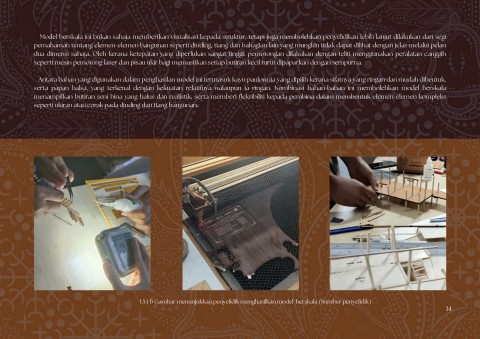 Model berskala ini bukan sahaja memberikan visualisasi kepada struktur, tetapi juga membolehkan penyelidikan lebih lanjut dilakukan dari segi
pemahaman tentang elemen-elemen bangunan seperti dinding, tiang dan bahagian lain yang mungkin tidak dapat dilihat dengan jelas melalui pelan
dua dimensi sahaja. Oleh kerana ketepatan yang diperlukan sangat tinggi, pemotongan dilakukan dengan teliti menggunakan peralatan canggih
seperti mesin pemotong laser dan pisau ukir bagi memastikan setiap butiran kecil turut dipaparkan dengan sempurna.
Antara bahan yang digunakan dalam penghasilan model ini termasuk kayu paulownia yang dipilih kerana sifatnya yang ringan dan mudah dibentuk,
serta papan balsa, yang terkenal dengan kekuatan relatifnya walaupun ia ringan. Kombinasi bahan-bahan ini membolehkan model berskala
menampilkan butiran seni bina yang halus dan realistik, serta memberi fleksibiliti kepada pembina dalam membentuk elemen-elemen kompleks
seperti ukiran atau corak pada dinding dan tiang bangunan.
Gambar menunjukkan penyelidik menghasilkan model berskala (Sumber penyelidik)
14